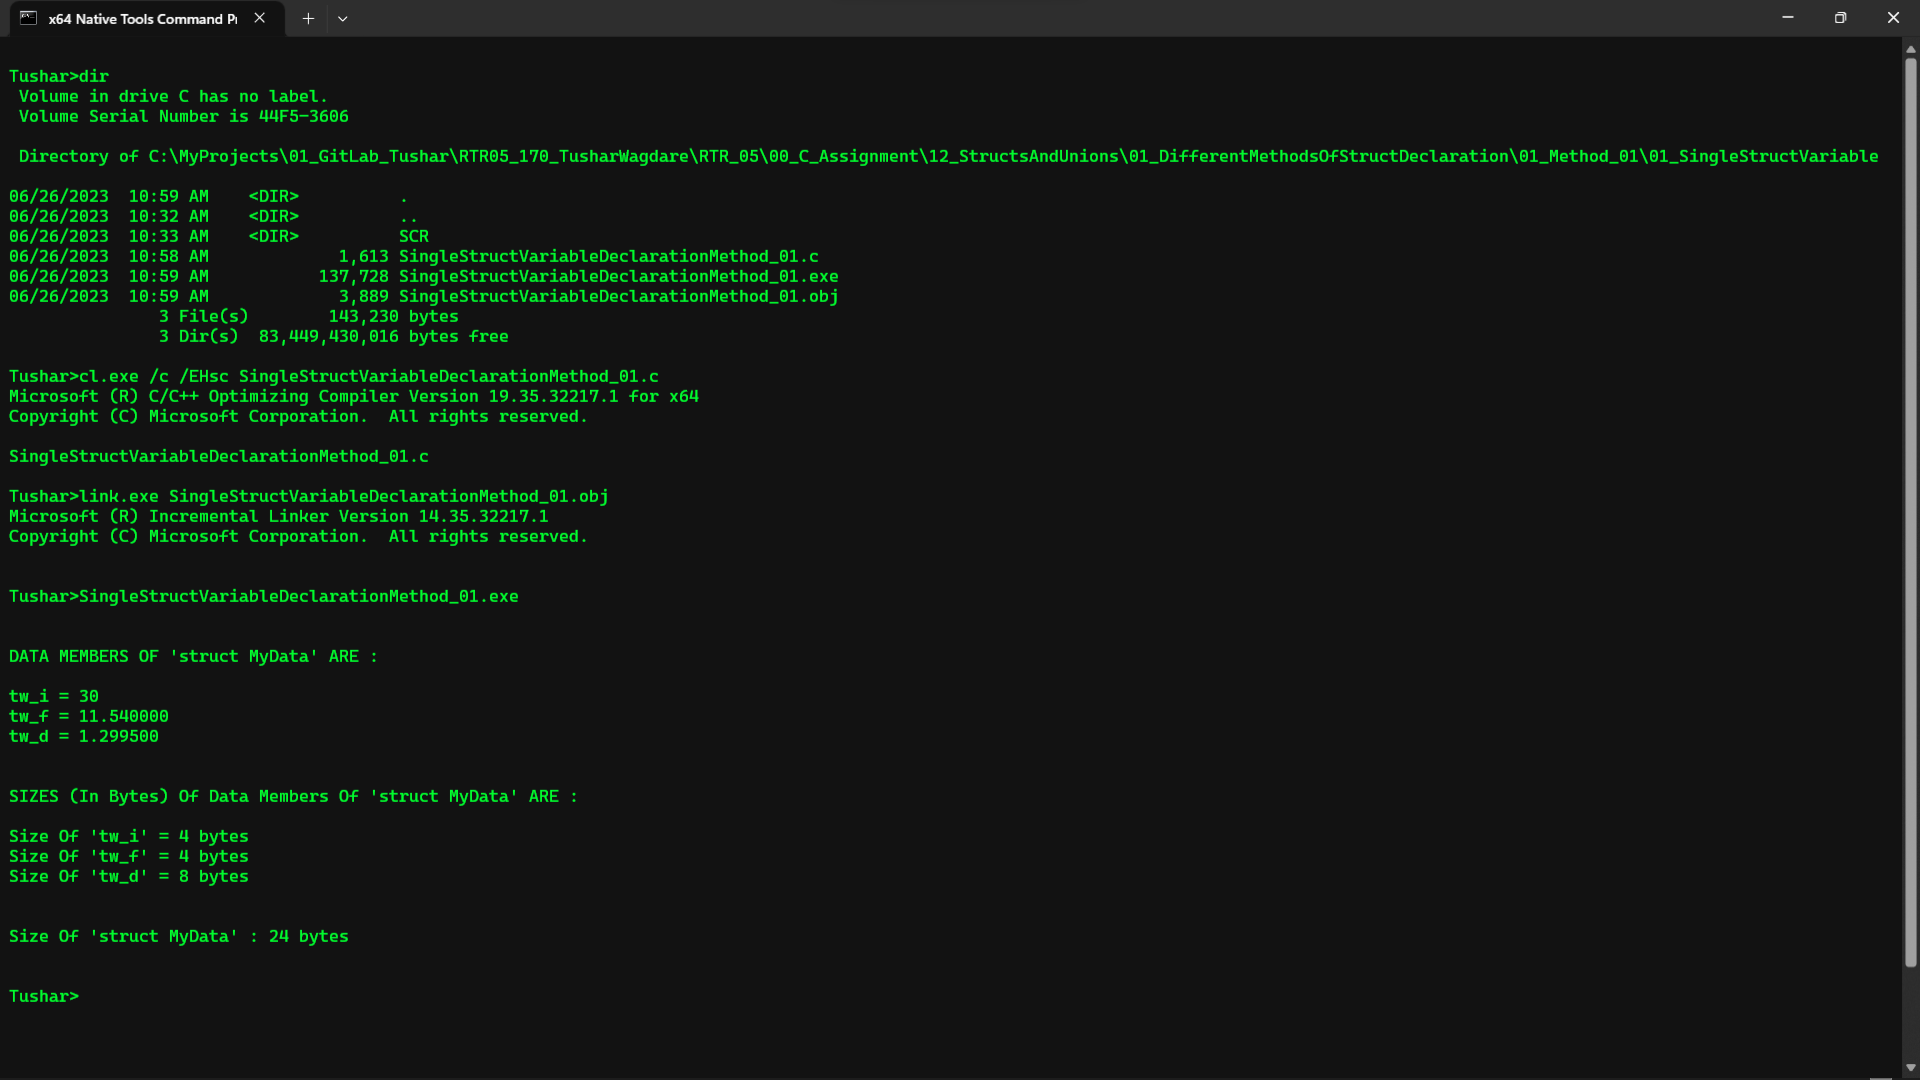 x64 Native Tools Command P
Tushar>dir
Volume in drive C has no label.
Volume Serial Number is 44F5-3606
Directory of C:\MyProjects\01_GitLab_Tushar\RTR05_170_TusharWagdare\RTR_05\00_C_Assignment\12_StructsAndUnions\01_DifferentMethodsOfStructDeclaration\01_Method_01\01_SingleStructVariable
06/26/2023  10:59 AM    <DIR>          .
06/26/2023  10:32 AM    <DIR>          ..
06/26/2023  10:33 AM    <DIR>          SCR
06/26/2023  10:58 AM             1,613 SingleStructVariableDeclarationMethod_01.c
06/26/2023  10:59 AM           137,728 SingleStructVariableDeclarationMethod_01.exe
06/26/2023  10:59 AM             3,889 SingleStructVariableDeclarationMethod_01.obj
3 File(s)        143,230 bytes
3 Dir(s)  83,449,430,016 bytes free
Tushar>cl.exe /c /EHsc SingleStructVariableDeclarationMethod_01.c
Microsoft (R) C/C++ Optimizing Compiler Version 19.35.32217.1 for x64
Copyright (C) Microsoft Corporation.  All rights reserved.
SingleStructVariableDeclarationMethod_01.c
Tushar>link.exe SingleStructVariableDeclarationMethod_01.obj
Microsoft (R) Incremental Linker Version 14.35.32217.1
Copyright (C) Microsoft Corporation.  All rights reserved.
Tushar>SingleStructVariableDeclarationMethod_01.exe
DATA MEMBERS OF 'struct MyData' ARE :
tw_i = 30
tw_f = 11.540000
tw_d = 1.299500
SIZES (In Bytes) Of Data Members Of 'struct MyData' ARE :
Size Of 'tw_i' = 4 bytes
Size Of 'tw_f' = 4 bytes
Size Of 'tw_d' = 8 bytes
Size Of 'struct MyData' : 24 bytes
Tushar>